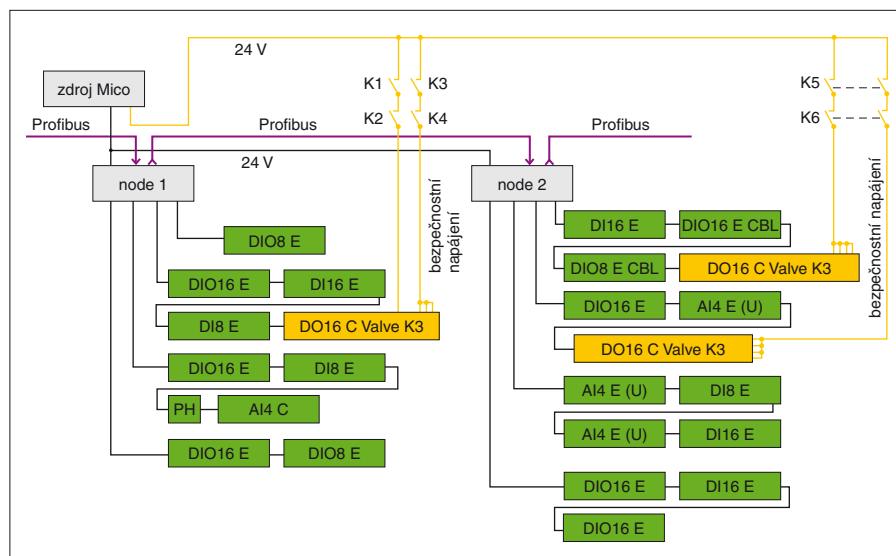 24 V
zdroj Mico
K1
K3
K5
K2
K4
K6
Profibus
Profibus
Profibus
24 V
node 1
node 2
bezpečnostní
napájení
bezpečnostní
napájení
DIO8 E
DIO16 E
DI16 E
DI8 E
DO16 C Valve K3
DIO16 E
DI8 E
PH
AI4 C
DIO16 E
DIO8 E
DI16 E
DIO16 E CBL
DIO8 E CBL
DO16 C Valve K3
DIO16 E
AI4 E (U)
DO16 C Valve K3
AI4 E (U)
DI8 E
AI4 E (U)
DI16 E
DIO16 E
DI16 E
DIO16 E